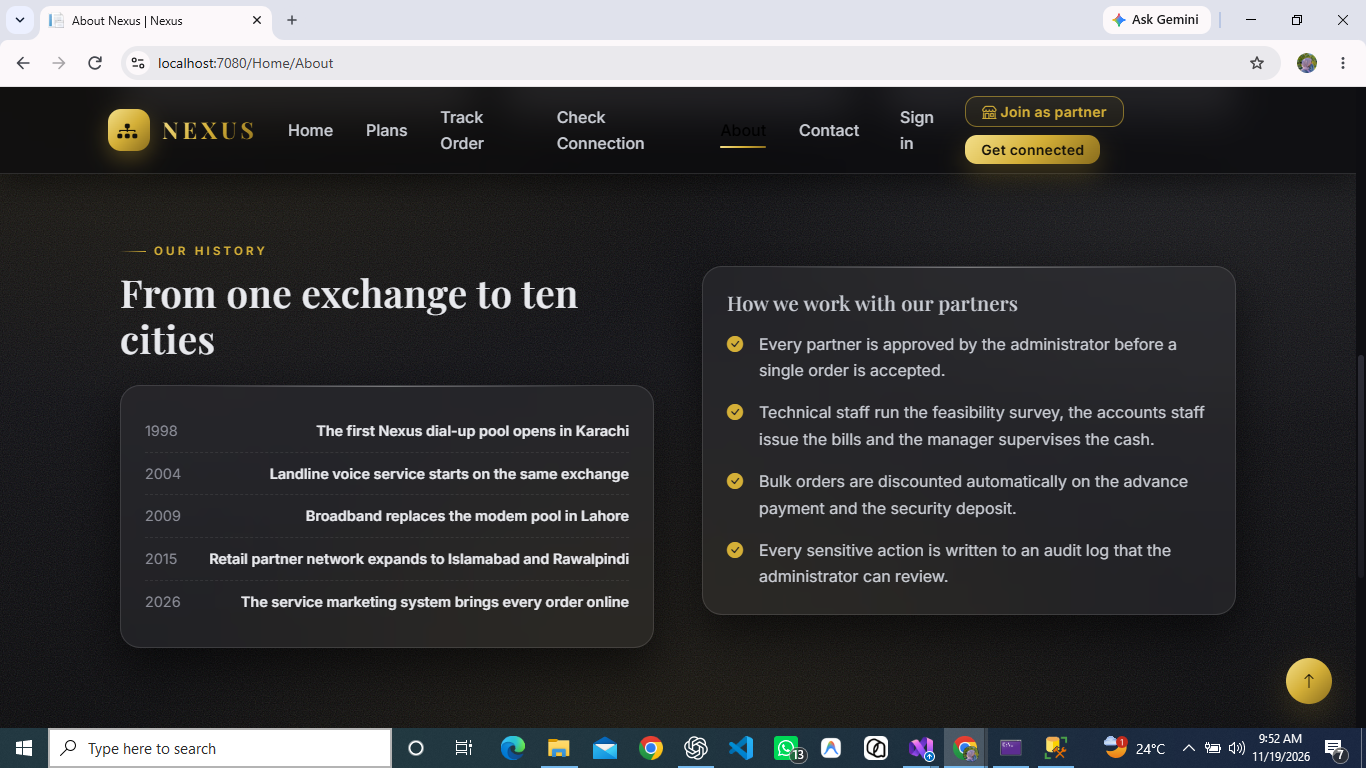 About Nexus | Nexus
Ask Gemini
localhost:7080/Home/About
NEXUS
Home
Plans
Track
Order
Check
Connection
About
Contact
Sign
in
Join as partner
Get connected
OUR HISTORY
From one exchange to ten
cities
1998 The first Nexus dial-up pool opens in Karachi
2004 Landline voice service starts on the same exchange
2009 Broadband replaces the modem pool in Lahore
2015 Retail partner network expands to Islamabad and Rawalpindi
2026 The service marketing system brings every order online
How we work with our partners
Every partner is approved by the administrator before a
single order is accepted.
Technical staff run the feasibility survey, the accounts staff
issue the bills and the manager supervises the cash.
Bulk orders are discounted automatically on the advance
payment and the security deposit.
Every sensitive action is written to an audit log that the
administrator can review.
Type here to search
13
1
24°C
9:52 AM
11/19/2026
7